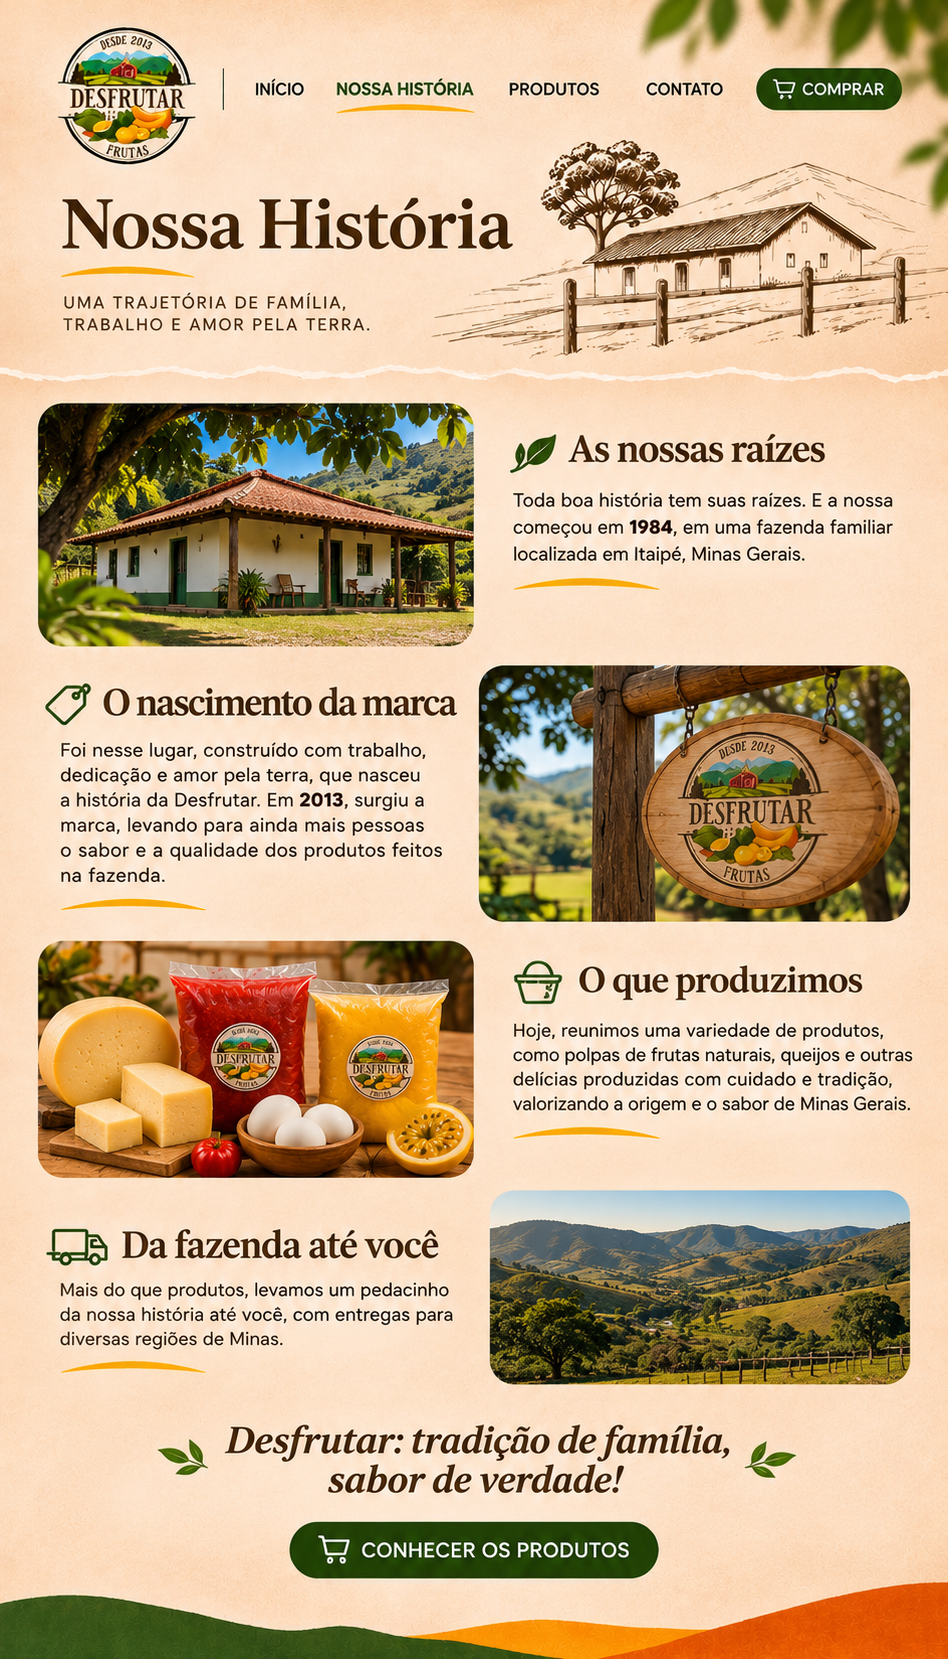 DESDE 2013
DESFRUTAR
FRUTAS
INÍCIO
NOSSA HISTÓRIA
PRODUTOS
CONTATO
COMPRAR
Nossa História
UMA TRAJETÓRIA DE FAMÍLIA,
TRABALHO E AMOR PELA TERRA.
As nossas raízes
Toda boa história tem suas raízes. E a nossa
começou em 1984, em uma fazenda familiar
localizada em Itaipé, Minas Gerais.
O nascimento da marca
Foi nesse lugar, construído com trabalho,
dedicação e amor pela terra, que nasceu
a história da Desfrutar. Em 2013, surgiu a
marca, levando para ainda mais pessoas
o sabor e a qualidade dos produtos feitos
na fazenda.
DESDE 2013
DESFRUTAR
FRUTAS
DESFRUTAR
DESFRUTAR
O que produzimos
Hoje, reunimos uma variedade de produtos,
como polpas de frutas naturais, queijos e outras
delícias produzidas com cuidado e tradição,
valorizando a origem e o sabor de Minas Gerais.
Da fazenda até você
Mais do que produtos, levamos um pedacinho
da nossa história até você, com entregas para
diversas regiões de Minas.
Desfrutar: tradição de família,
sabor de verdade!
CONHECER OS PRODUTOS